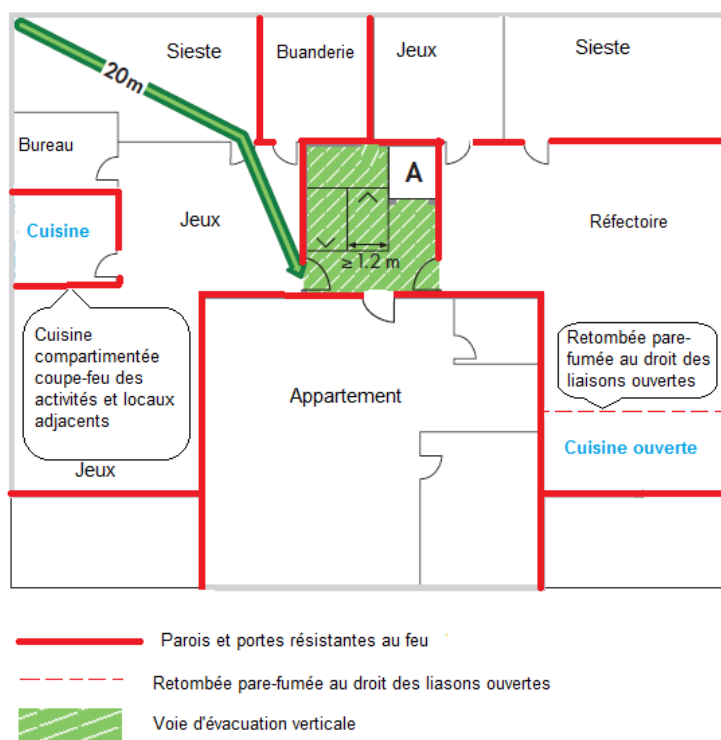 Sieste
Buanderie
Jeux
Sieste
20m
Bureau
A
Cuisine
Jeux
Réfectoire
≥ 1.2 m
Cuisine
compartimentée
coupe-feu des
activités et locaux
adjacents
Retombée pare-
fumée au droit des
liaisons ouvertes
Appartement
Cuisine ouverte
Jeux
Parois et portes résistantes au feu
Retombée pare-fumée au droit des liasons ouvertes
Voie d'évacuation verticale